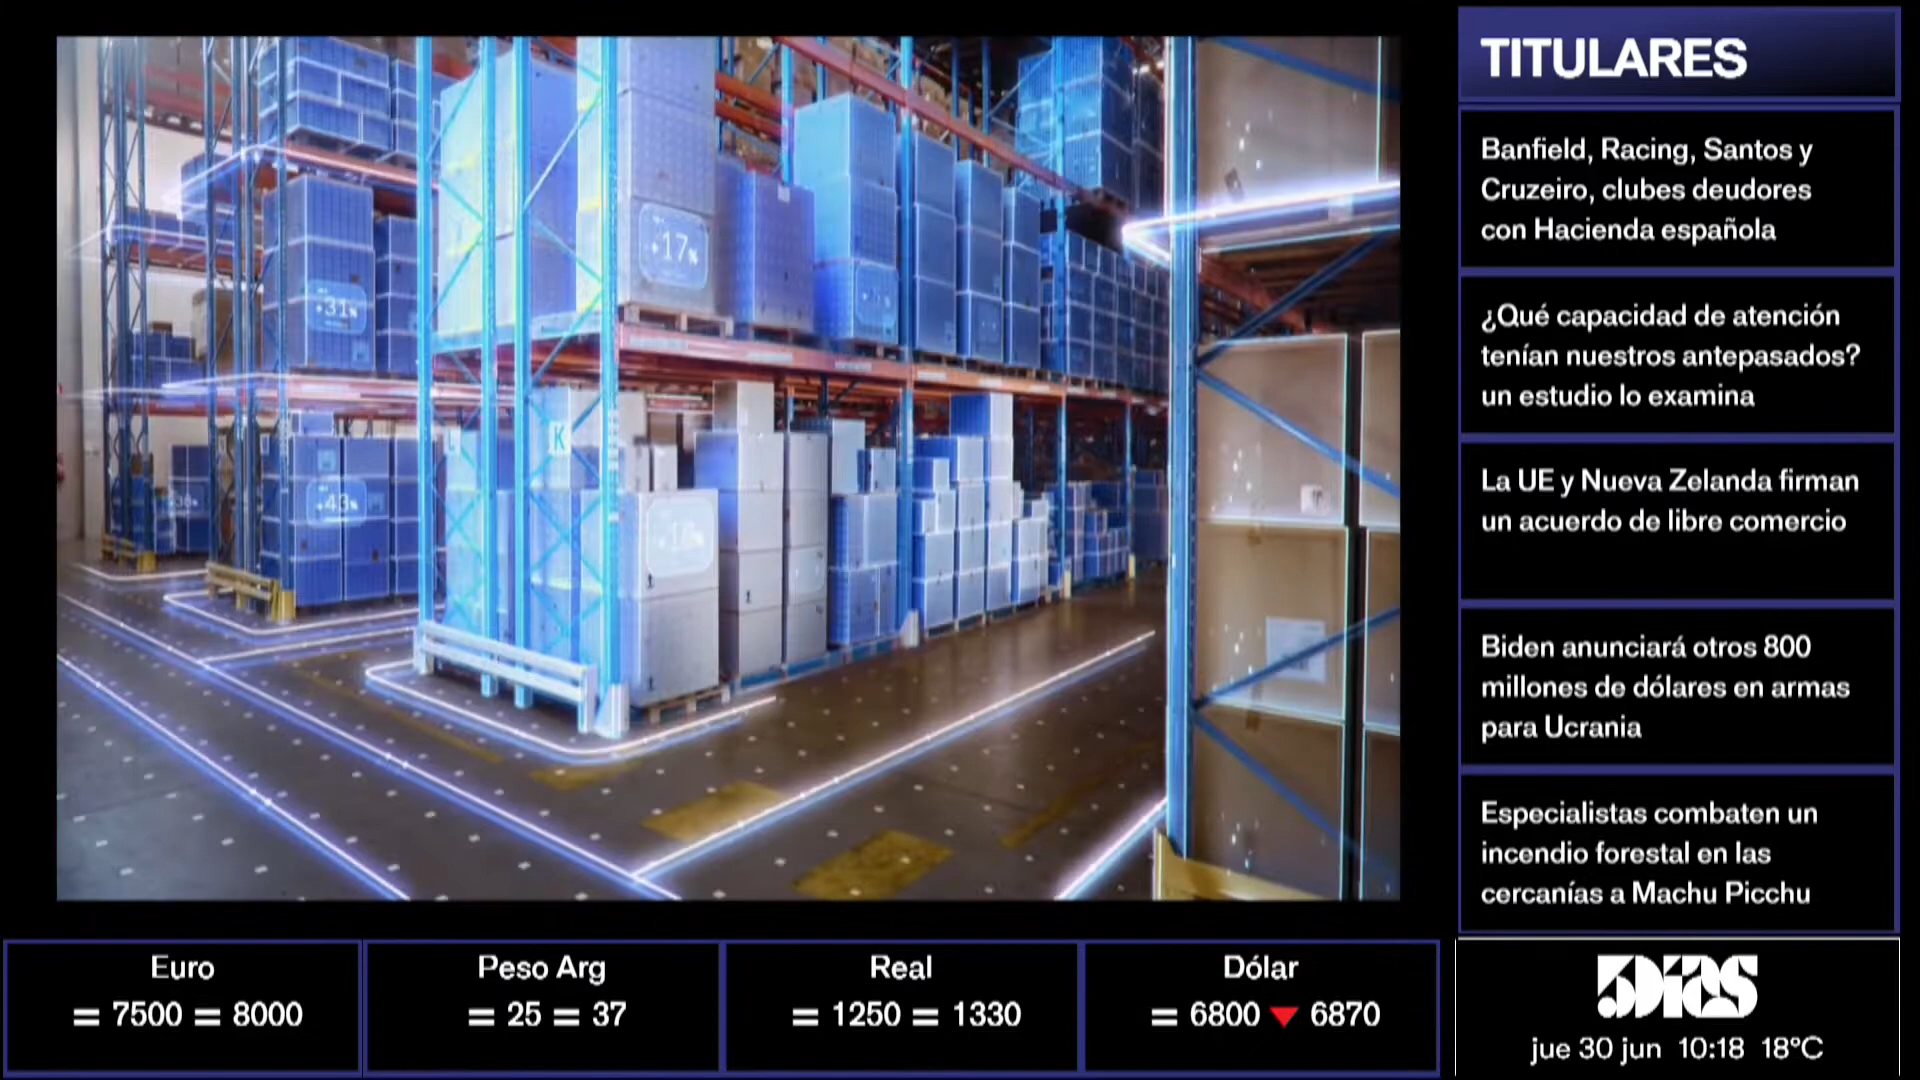 TITULARES
Banfield, Racing, Santos y
Cruzeiro, clubes deudores
con Hacienda española
¿Qué capacidad de atención
tenían nuestros antepasados?
un estudio lo examina
La UE y Nueva Zelanda firman
un acuerdo de libre comercio
Biden anunciará otros 800
millones de dólares en armas
para Ucrania
Especialistas combaten un
incendio forestal en las
cercanías a Machu Picchu
+17%
+31%
L
K
+43%
Euro
= 7500 = 8000
Peso Arg
= 25 = 37
Real
= 1250 = 1330
Dólar
= 6800 ▼ 6870
5Días
jue 30 jun 10:18 18°C